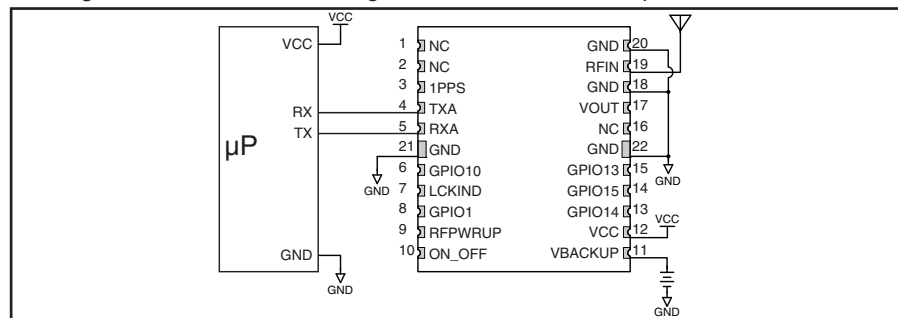 VCC
VCC
RX
TX
µP
GND
GND
1 NC
2 NC
3 1PPS
4 TXA
5 RXA
21 GND
GND
6 GPIO10
7 LCKIND
8 GPIO1
9 RFPWRUP
10 ON_OFF
GND 20
RFIN 19
GND 18
VOUT 17
NC 16
GND 22
GND
GPIO13 15
GPIO15 14
GPIO14 13
VCC
VCC 12
VBACKUP 11
GND